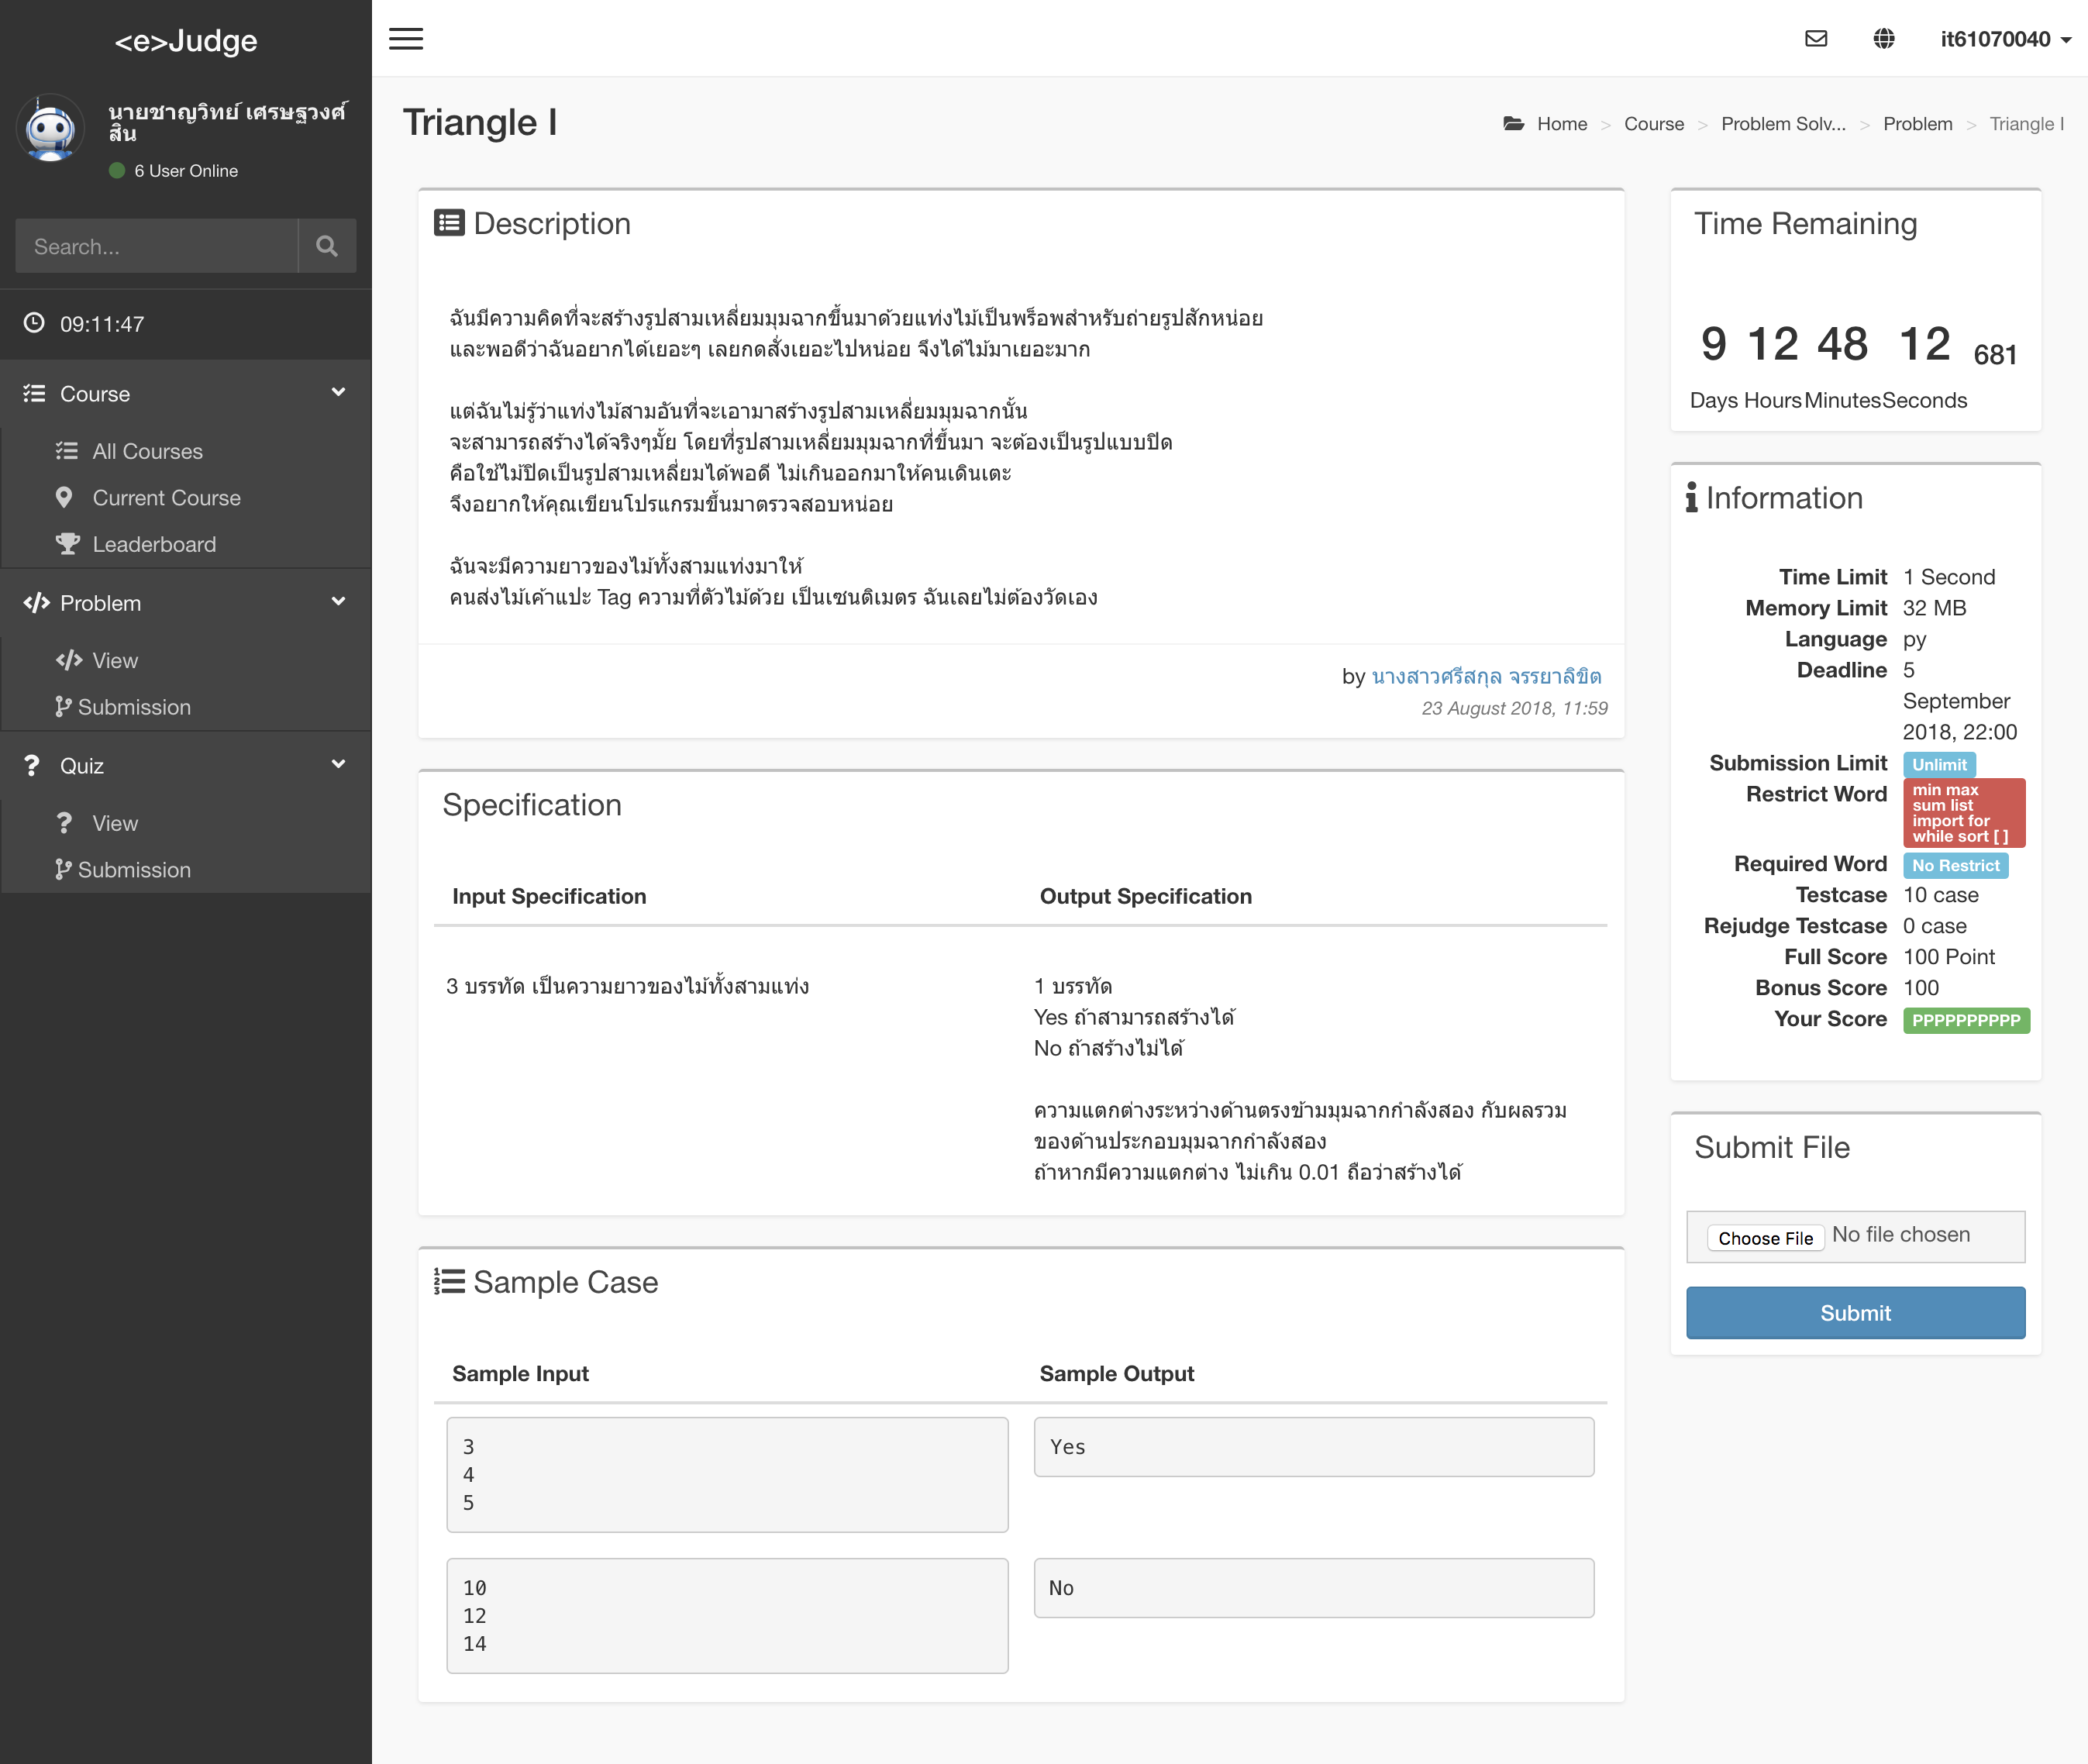 <e>Judge
นายชาญวิทย์ เศรษฐวงศ์
สิน
6 User Online
Search...
09:11:47
Course
All Courses
Current Course
Leaderboard
Problem
View
Submission
Quiz
View
Submission
it61070040
Triangle I
Home > Course > Problem Solv... > Problem > Triangle I
Description
ฉันมีความคิดที่จะสร้างรูปสามเหลี่ยมมุมฉากขึ้นมาด้วยแท่งไม้เป็นพร็อพสำหรับถ่ายรูปสักหน่อย
และพอดีว่าฉันอยากได้เยอะๆ เลยกดสั่งเยอะไปหน่อย จึงได้ไม้มาเยอะมาก
แต่ฉันไม่รู้ว่าแท่งไม้สามอันที่จะเอามาสร้างรูปสามเหลี่ยมมุมฉากนั้น
จะสามารถสร้างได้จริงๆมั้ย โดยที่รูปสามเหลี่ยมมุมฉากที่ขึ้นมา จะต้องเป็นรูปแบบปิด
คือใช้ไม้ปิดเป็นรูปสามเหลี่ยมได้พอดี ไม่เกินออกมาให้คนเดินเตะ
จึงอยากให้คุณเขียนโปรแกรมขึ้นมาตรวจสอบหน่อย
ฉันจะมีความยาวของไม้ทั้งสามแท่งมาให้
คนส่งไม้เค้าแปะ Tag ความที่ตัวไม้ด้วย เป็นเซนติเมตร ฉันเลยไม่ต้องวัดเอง
by นางสาวศรีสกุล จรรยาลิขิต
23 August 2018, 11:59
Specification
Input Specification
Output Specification
3 บรรทัด เป็นความยาวของไม้ทั้งสามแท่ง
1 บรรทัด
Yes ถ้าสามารถสร้างได้
No ถ้าสร้างไม่ได้
ความแตกต่างระหว่างด้านตรงข้ามมุมฉากกำลังสอง กับผลรวม
ของด้านประกอบมุมฉากกำลังสอง
ถ้าหากมีความแตกต่าง ไม่เกิน 0.01 ถือว่าสร้างได้
Sample Case
Sample Input
Sample Output
3
4
5
Yes
10
12
14
No
Time Remaining
9 12 48 12 681
Days Hours Minutes Seconds
Information
Time Limit 1 Second
Memory Limit 32 MB
Language py
Deadline 5
September
2018, 22:00
Submission Limit Unlimit
Restrict Word min max
sum list
import for
while sort [ ]
Required Word No Restrict
Testcase 10 case
Rejudge Testcase 0 case
Full Score 100 Point
Bonus Score 100
Your Score PPPPPPPPPP
Submit File
Choose File No file chosen
Submit